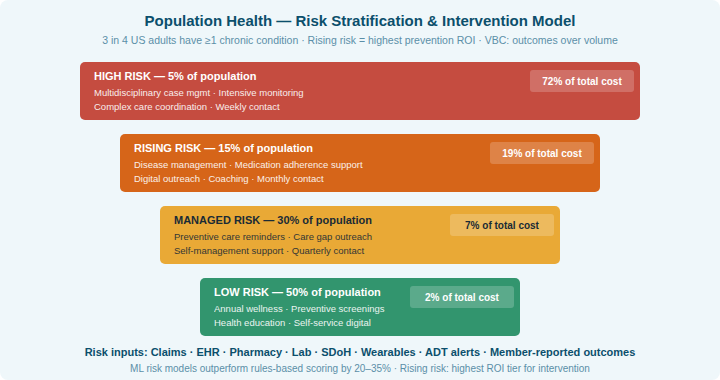 Population Health — Risk Stratification & Intervention Model
3 in 4 US adults have ≥1 chronic condition · Rising risk = highest prevention ROI · VBC: outcomes over volume
HIGH RISK — 5% of population
72% of total cost
Multidisciplinary case mgmt · Intensive monitoring
Complex care coordination · Weekly contact
RISING RISK — 15% of population
19% of total cost
Disease management · Medication adherence support
Digital outreach · Coaching · Monthly contact
MANAGED RISK — 30% of population
7% of total cost
Preventive care reminders · Care gap outreach
Self-management support · Quarterly contact
LOW RISK — 50% of population
2% of total cost
Annual wellness · Preventive screenings
Health education · Self-service digital
Risk inputs: Claims · EHR · Pharmacy · Lab · SDoH · Wearables · ADT alerts · Member-reported outcomes
ML risk models outperform rules-based scoring by 20–35% · Rising risk: highest ROI tier for intervention